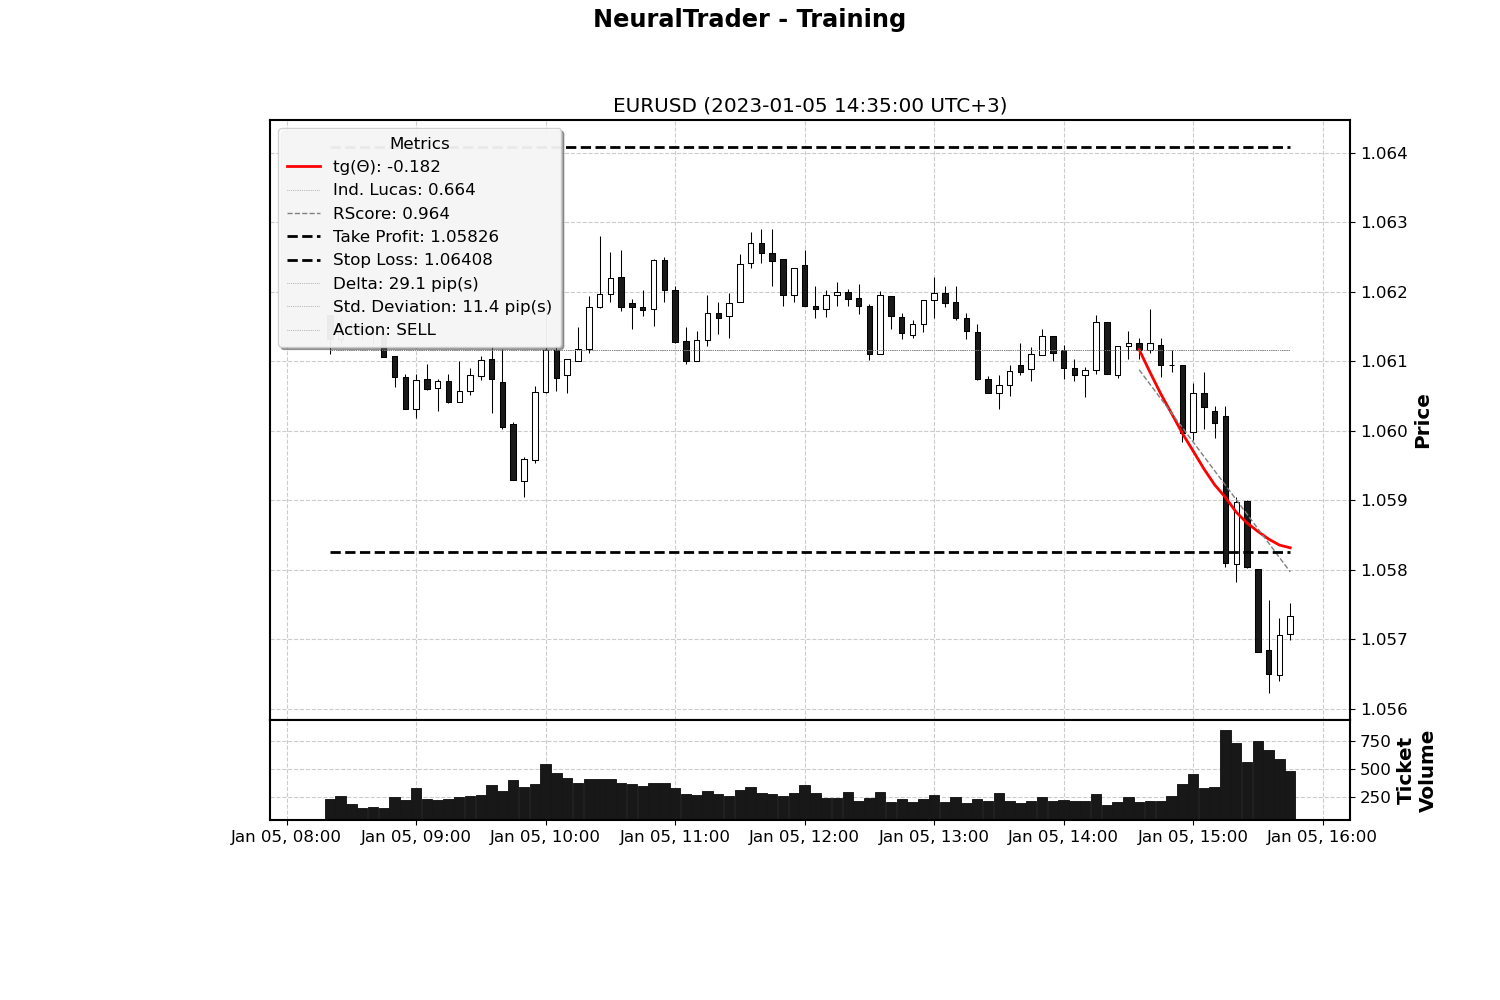 NeuralTrader - Training
EURUSD (2023-01-05 14:35:00 UTC+3)
Metrics
tg(Θ): -0.182
Ind. Lucas: 0.664
RScore: 0.964
Take Profit: 1.05826
Stop Loss: 1.06408
Delta: 29.1 pip(s)
Std. Deviation: 11.4 pip(s)
Action: SELL
1.064
1.063
1.062
1.061
1.060
1.059
1.058
1.057
1.056
Price
750
500
250
Ticket
Volume
Jan 05, 08:00 Jan 05, 09:00 Jan 05, 10:00 Jan 05, 11:00 Jan 05, 12:00 Jan 05, 13:00 Jan 05, 14:00 Jan 05, 15:00 Jan 05, 16:00